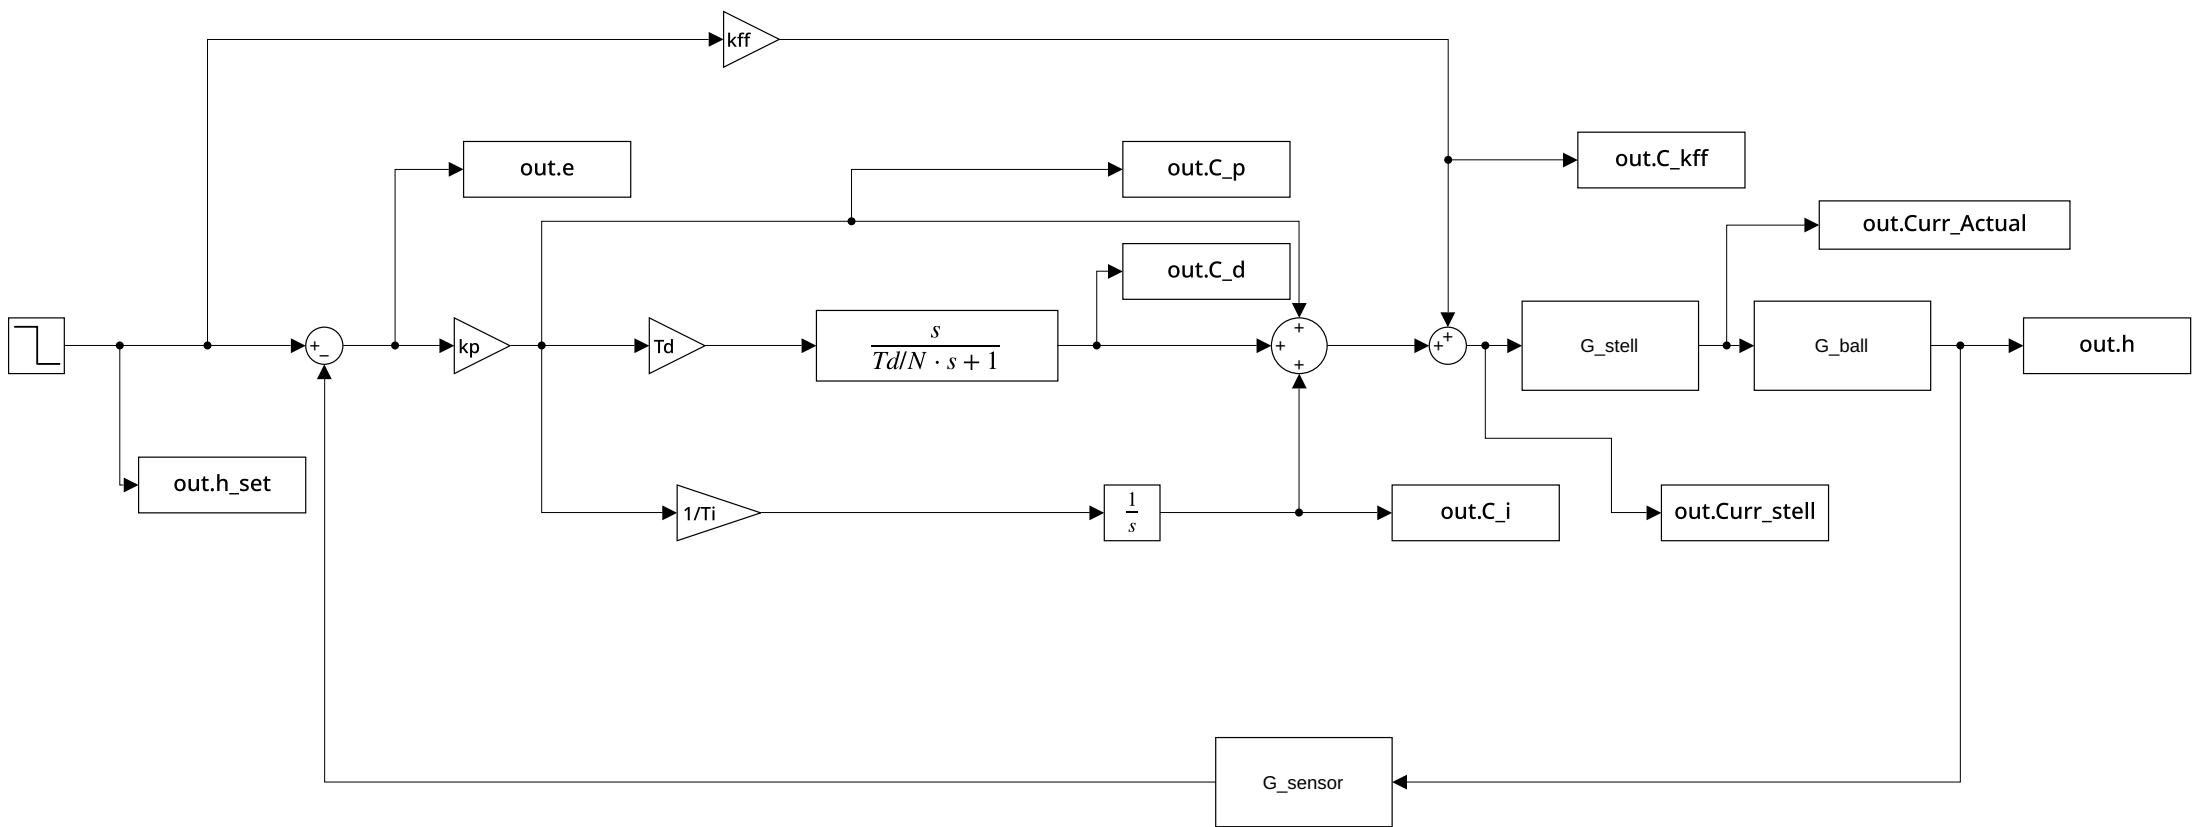 kff
out.e
out.C_p
out.C_kff
out.Curr_Actual
out.C_d
+
_
kp
Td
s
Td/N · s + 1
+
+
+
+
+
G_stell
G_ball
out.h
out.h_set
1/Ti
1
s
out.C_i
out.Curr_stell
G_sensor